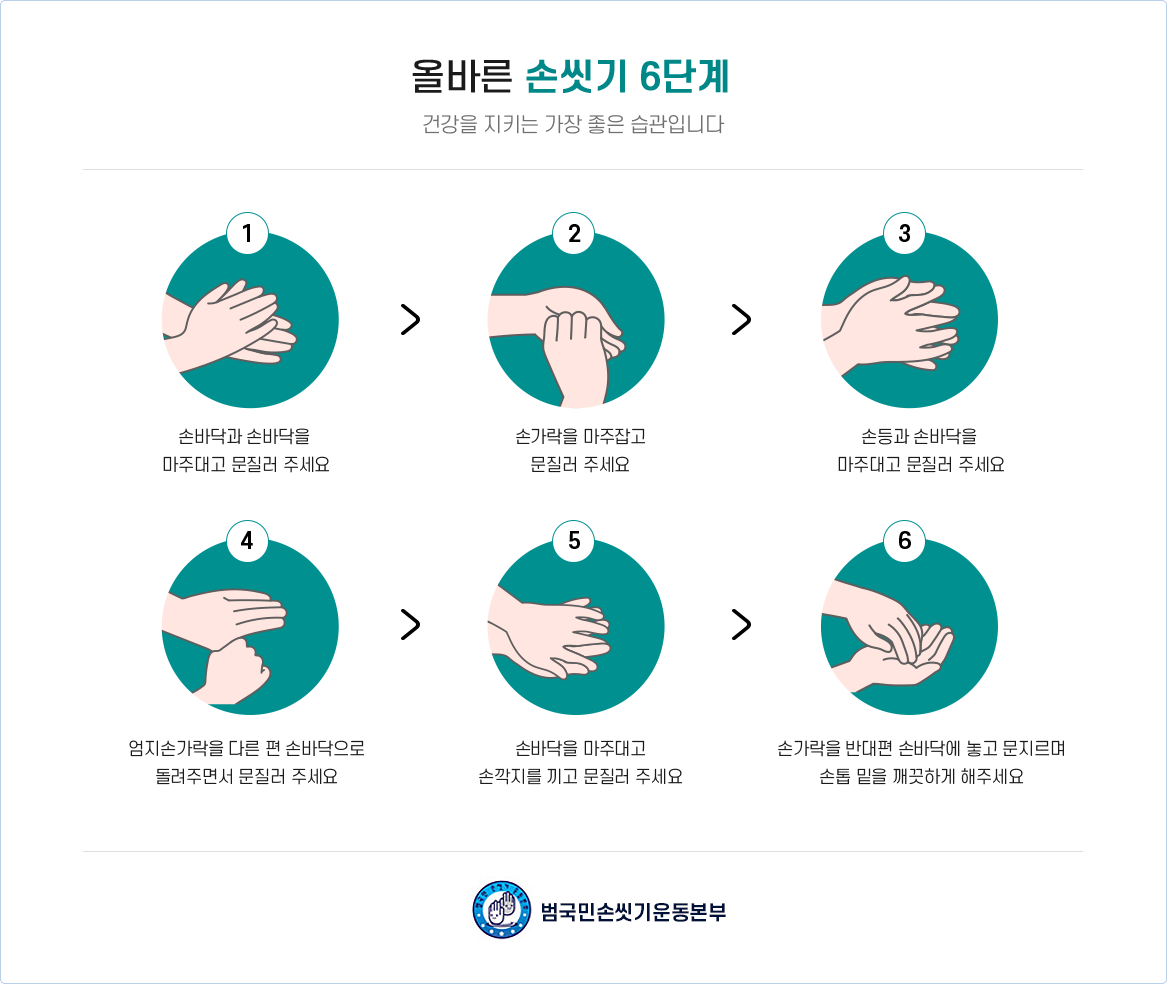 올바른 손씻기 6단계
건강을 지키는 가장 좋은 습관입니다
1
손바닥과 손바닥을
마주대고 문질러 주세요
2
손가락을 마주잡고
문질러 주세요
3
손등과 손바닥을
마주대고 문질러 주세요
4
엄지손가락을 다른 편 손바닥으로
돌려주면서 문질러 주세요
5
손바닥을 마주대고
손깍지를 끼고 문질러 주세요
6
손가락을 반대편 손바닥에 놓고 문지르며
손톱 밑을 깨끗하게 해주세요
범국민손씻기운동본부